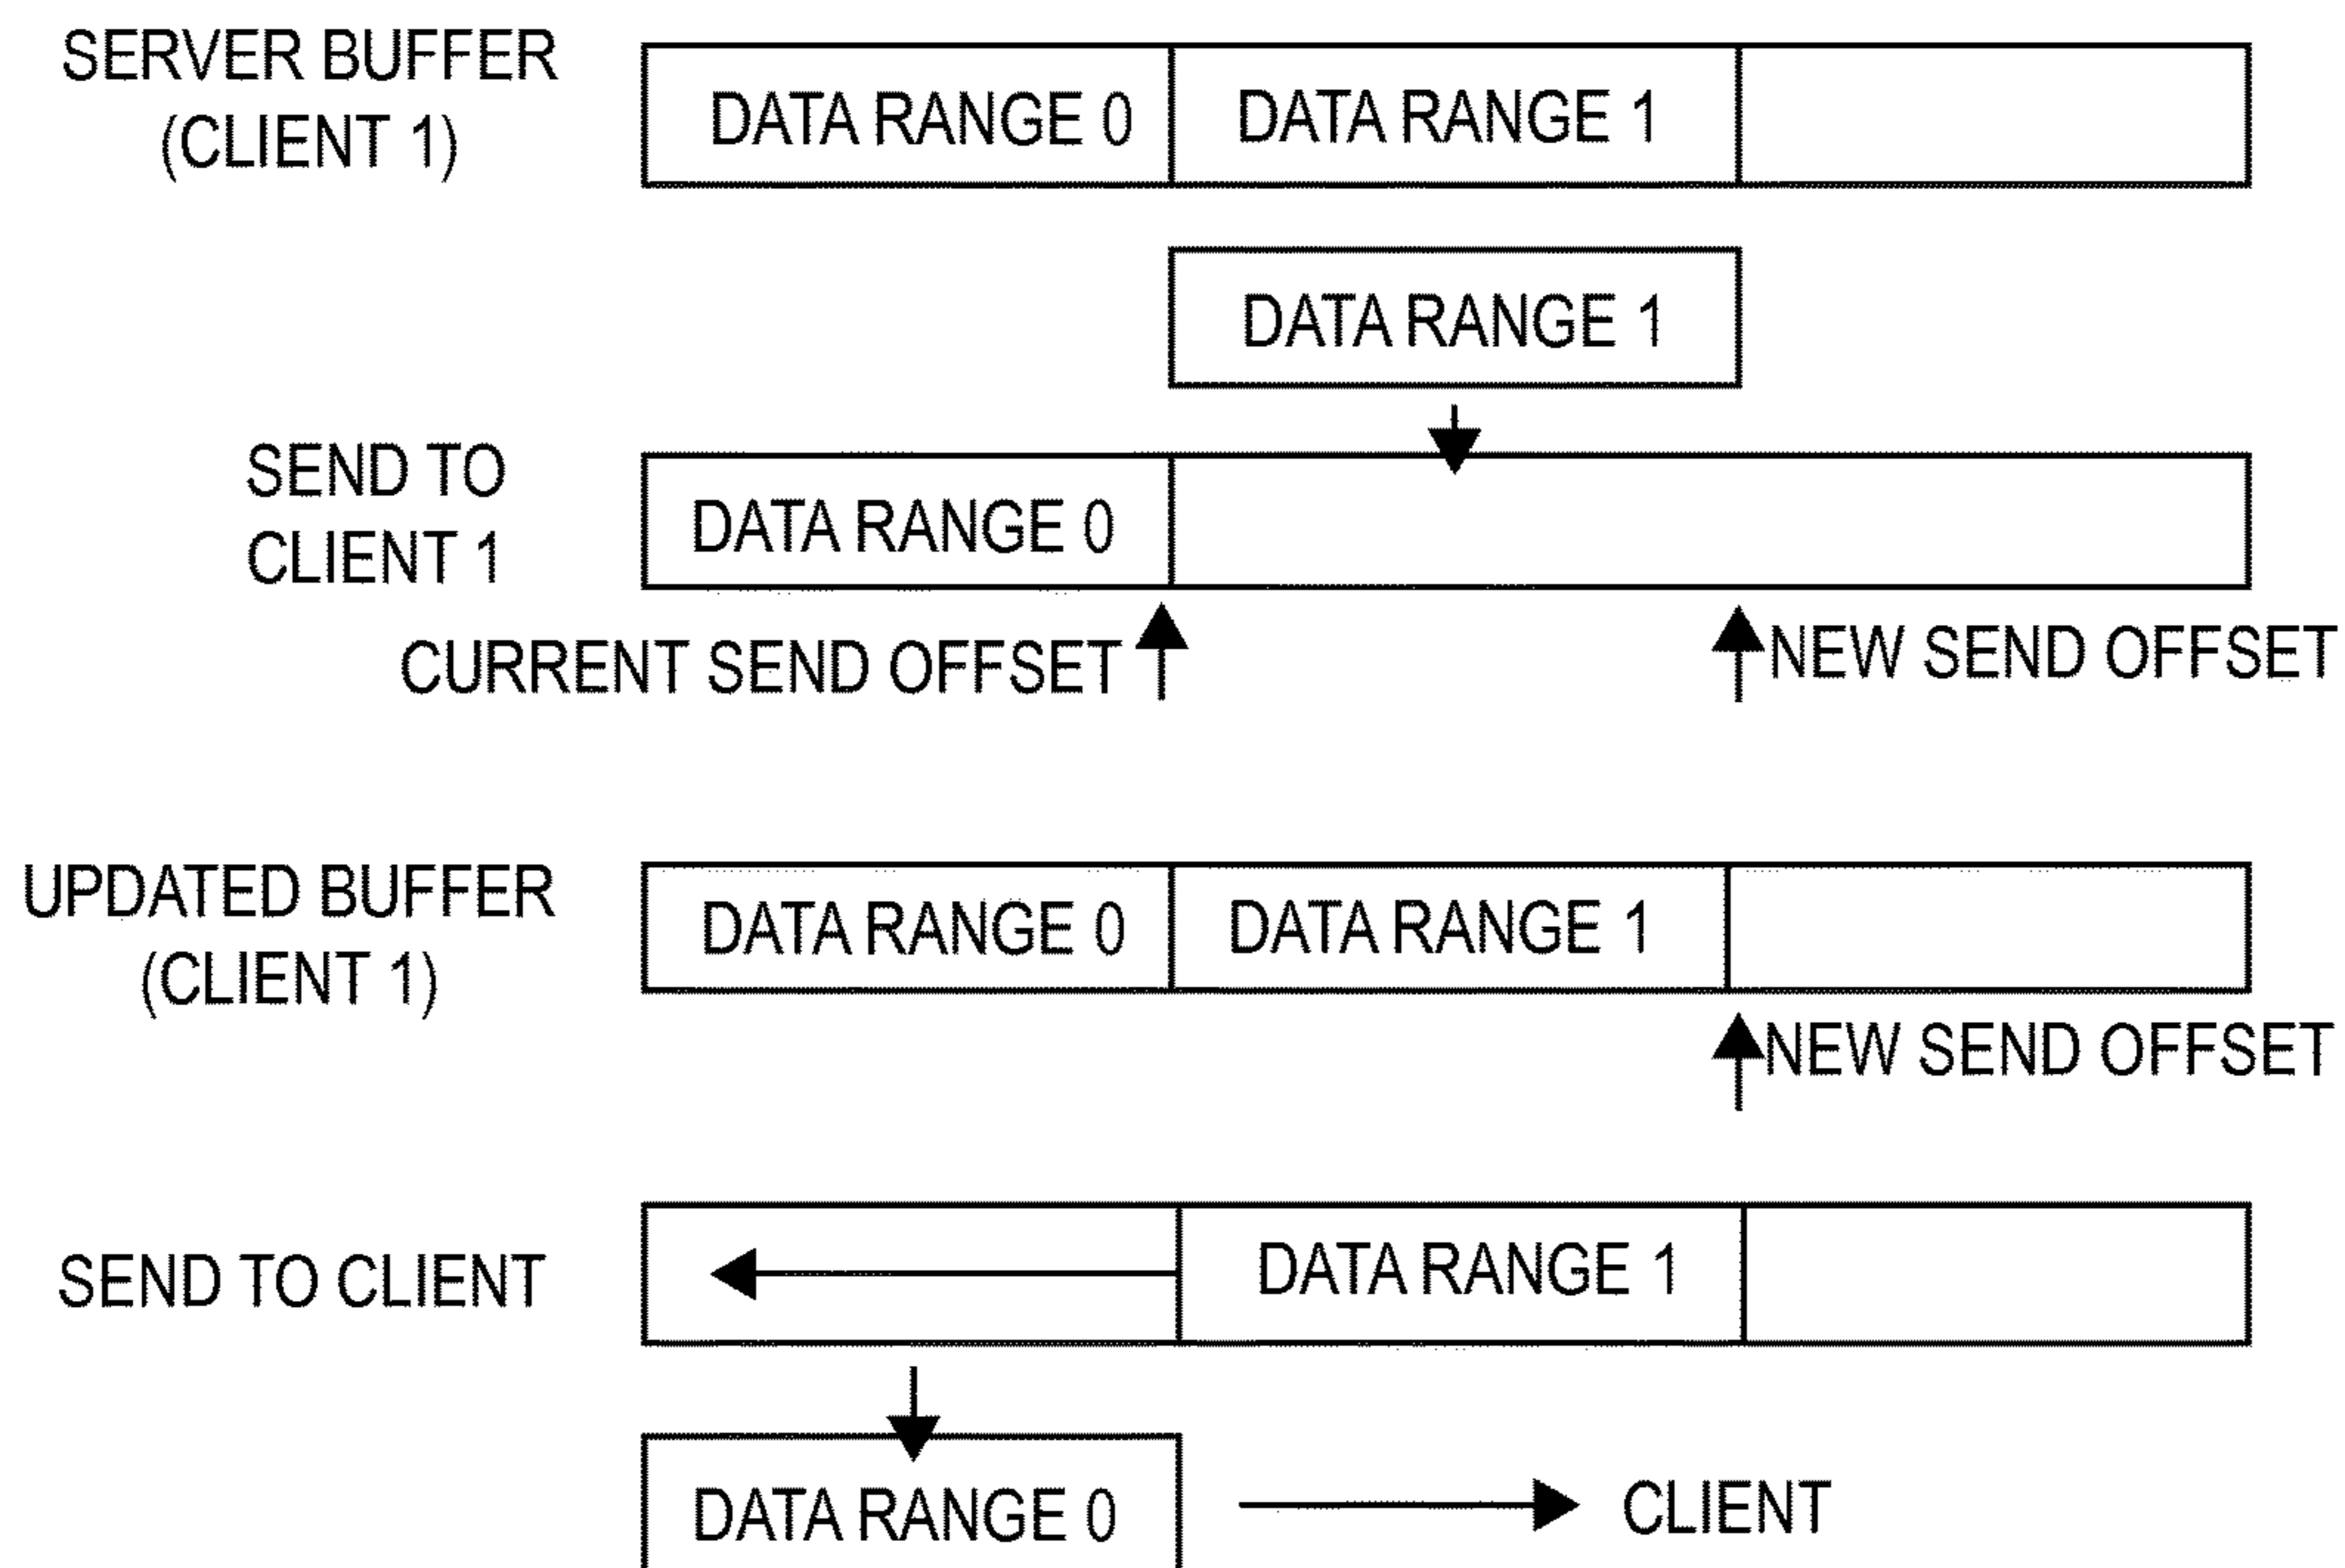 SERVER BUFFER
(CLIENT 1)
DATA RANGE 0
DATA RANGE 1
DATA RANGE 1
SEND TO
CLIENT 1
DATA RANGE 0
CURRENT SEND OFFSET
NEW SEND OFFSET
UPDATED BUFFER
(CLIENT 1)
DATA RANGE 0
DATA RANGE 1
NEW SEND OFFSET
SEND TO CLIENT
DATA RANGE 1
DATA RANGE 0
CLIENT